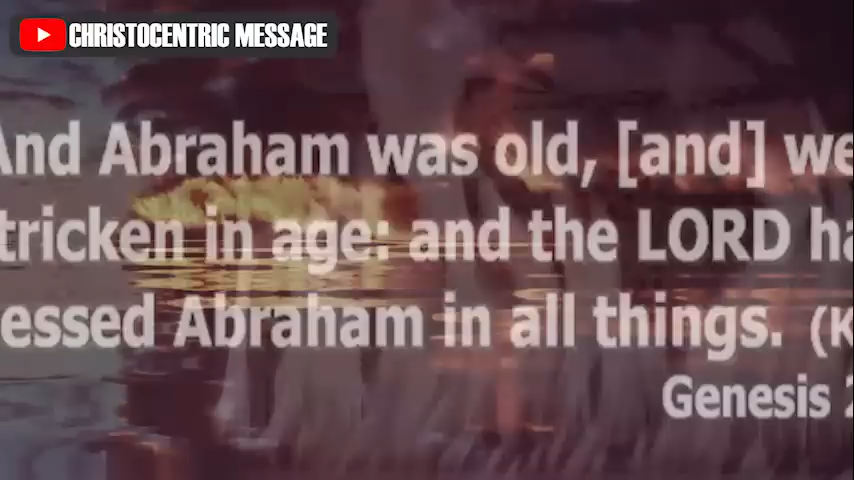 CHRISTOCENTRIC MESSAGE
And Abraham was old, [and] we
tricken in age: and the LORD ha
essed Abraham in all things. (K
Genesis 2